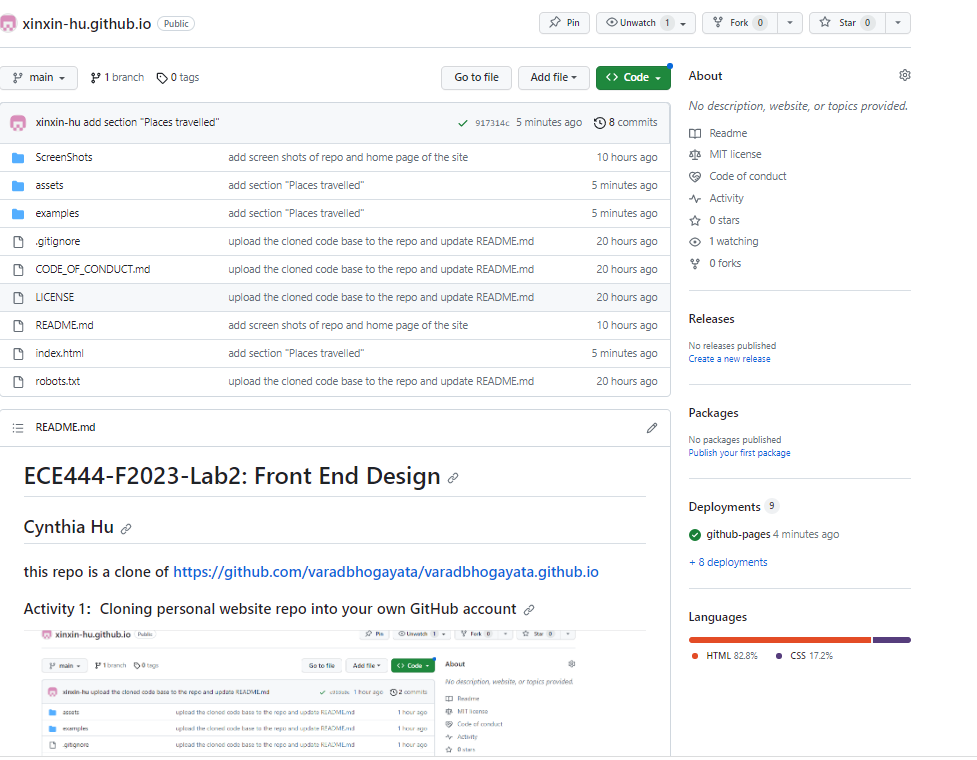 xinxin-hu.github.io Public Pin Unwatch 1 Fork 0 Star 0
main 1 branch 0 tags Go to file Add file Code
xinxin-hu add section "Places travelled" 917314c 5 minutes ago 8 commits
ScreenShots add screen shots of repo and home page of the site 10 hours ago
assets add section "Places travelled" 5 minutes ago
examples add section "Places travelled" 5 minutes ago
.gitignore upload the cloned code base to the repo and update README.md 20 hours ago
CODE_OF_CONDUCT.md upload the cloned code base to the repo and update README.md 20 hours ago
LICENSE upload the cloned code base to the repo and update README.md 20 hours ago
README.md add screen shots of repo and home page of the site 10 hours ago
index.html add section "Places travelled" 5 minutes ago
robots.txt upload the cloned code base to the repo and update README.md 20 hours ago
README.md
ECE444-F2023-Lab2: Front End Design
Cynthia Hu
this repo is a clone of https://github.com/varadbhogayata/varadbhogayata.github.io
Activity 1: Cloning personal website repo into your own GitHub account
xinxin-hu.github.io Public Pin Unwatch 1 Fork 0 Star 0
main 1 branch 0 tags Go to file Add file Code
xinxin-hu upload the cloned code base to the repo and update README.md 1 hour ago 2 commits
assets upload the cloned code base to the repo and update README.md 1 hour ago
examples upload the cloned code base to the repo and update README.md 1 hour ago
.gitignore upload the cloned code base to the repo and update README.md 1 hour ago
About
No description, website, or topics provided.
Readme
MIT license
Code of conduct
Activity
0 stars
About
No description, website, or topics provided.
Readme
MIT license
Code of conduct
Activity
0 stars
1 watching
0 forks
Releases
No releases published
Create a new release
Packages
No packages published
Publish your first package
Deployments 9
github-pages 4 minutes ago
+ 8 deployments
Languages
HTML 82.8% CSS 17.2%